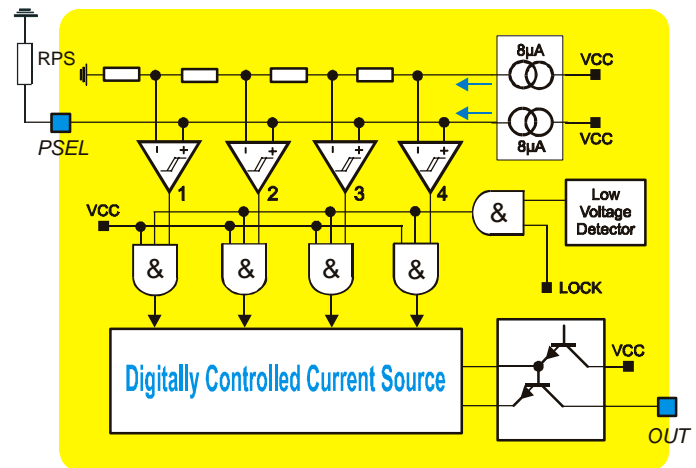 RPS
8µA
VCC
VCC
8µA
PSEL
- +
- +
- +
- +
1
2
3
4
VCC
&
Low
Voltage
Detector
& & & &
LOCK
Digitally Controlled Current Source
VCC
OUT